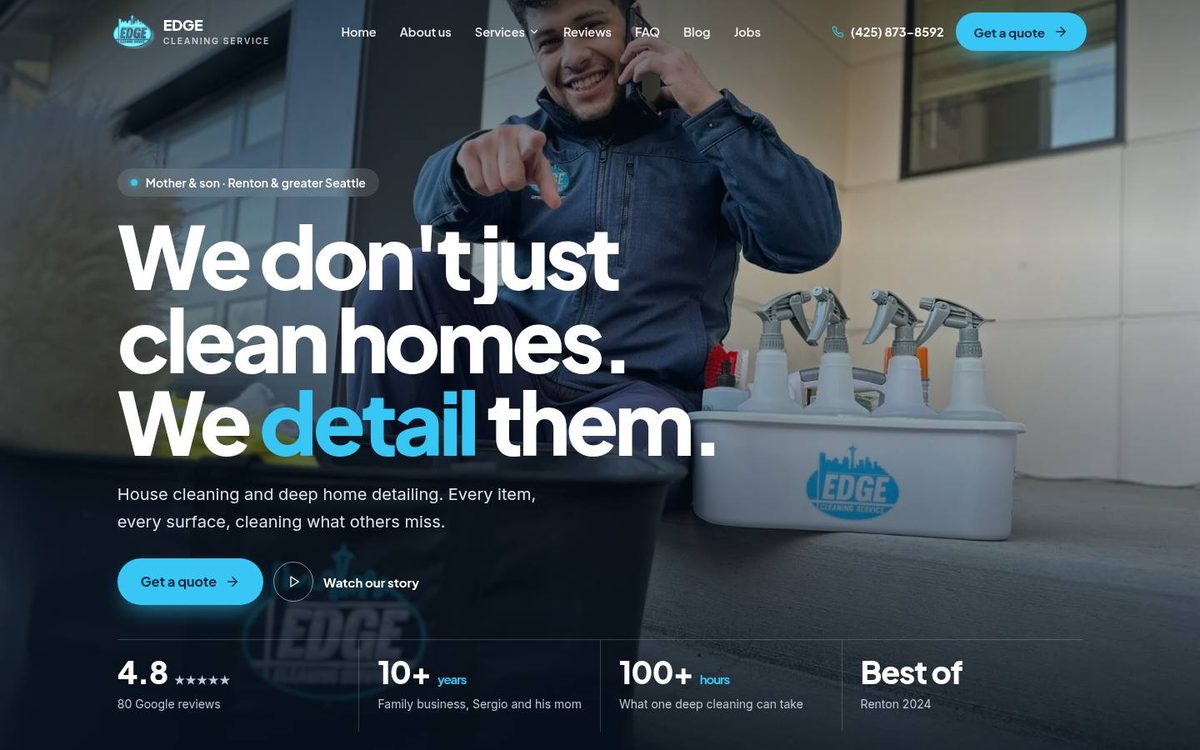 EDGE
CLEANING SERVICE
Home
About us
Services
Reviews
FAQ
Blog
Jobs
(425) 873-8592
Get a quote
Mother & son · Renton & greater Seattle
We don't just
clean homes.
We detail them.
EDGE
CLEANING SERVICE
House cleaning and deep home detailing. Every item,
every surface, cleaning what others miss.
Get a quote
Watch our story
EDGE
CLEANING SERVICE
4.8 ★★★★★
80 Google reviews
10+ years
Family business, Sergio and his mom
100+ hours
What one deep cleaning can take
Best of
Renton 2024